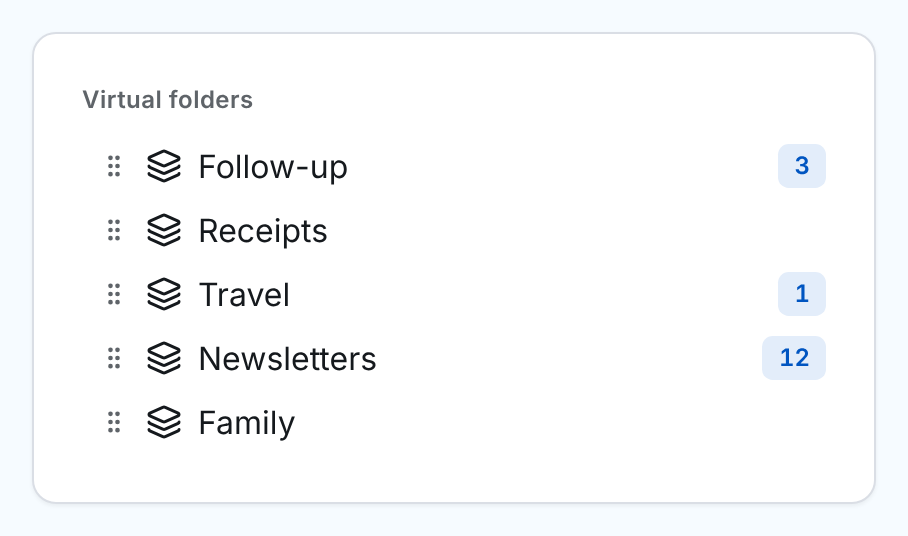 Virtual folders
Follow-up 3
Receipts
Travel 1
Newsletters 12
Family